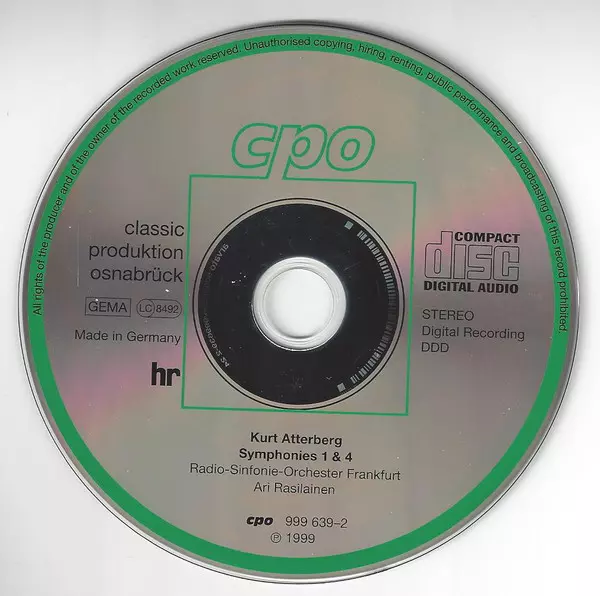 All rights of the producer and of the owner of the recorded work reserved. Unauthorised copying, hiring, renting, public performance and broadcasting of this record prohibited.
cpo
classic
produktion
osnabrück
GEMA LC 8492
Made in Germany
hr
COMPACT
disc
DIGITAL AUDIO
STEREO
Digital Recording
DDD
Kurt Atterberg
Symphonies 1 & 4
Radio-Sinfonie-Orchester Frankfurt
Ari Rasilainen
cpo 999 639-2
℗ 1999